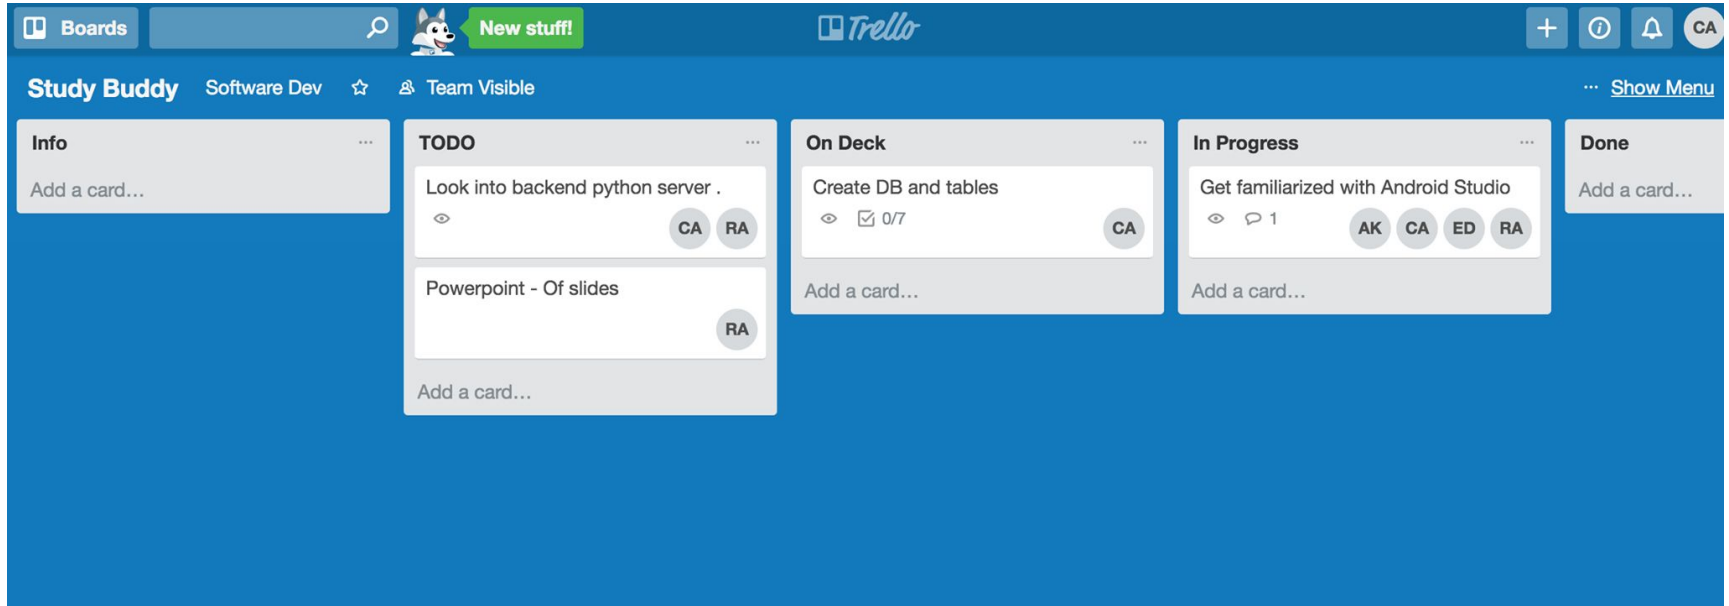 Boards
New stuff!
Trello
CA
Study Buddy Software Dev Team Visible ... Show Menu
Info ...
Add a card...
TODO ...
Look into backend python server .
CA RA
Powerpoint - Of slides
RA
Add a card...
On Deck ...
Create DB and tables
0/7 CA
Add a card...
In Progress ...
Get familiarized with Android Studio
1 AK CA ED RA
Add a card...
Done
Add a card...